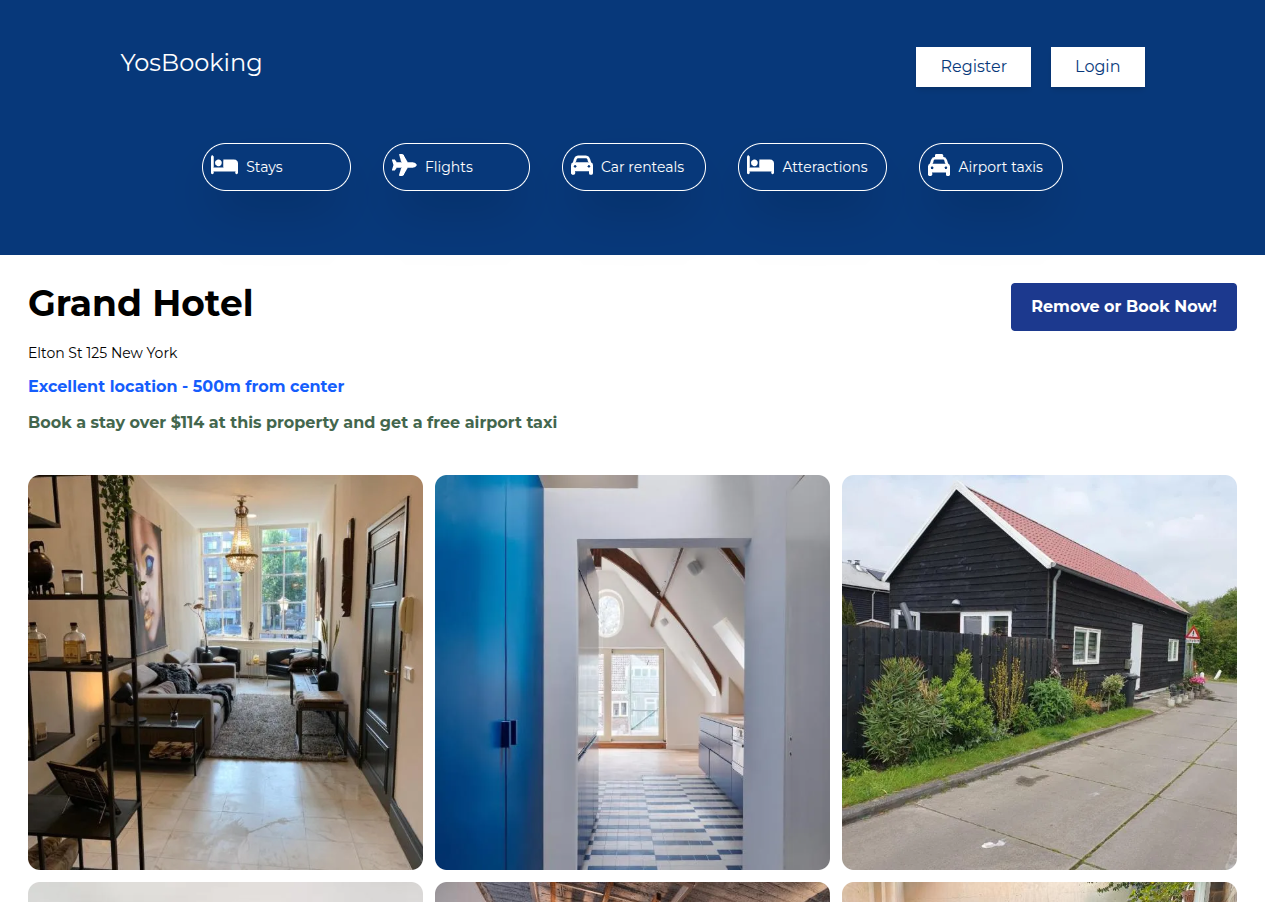 YosBooking
Register
Login
Stays
Flights
Car renteals
Atteractions
Airport taxis
Grand Hotel
Remove or Book Now!
Elton St 125 New York
Excellent location - 500m from center
Book a stay over $114 at this property and get a free airport taxi